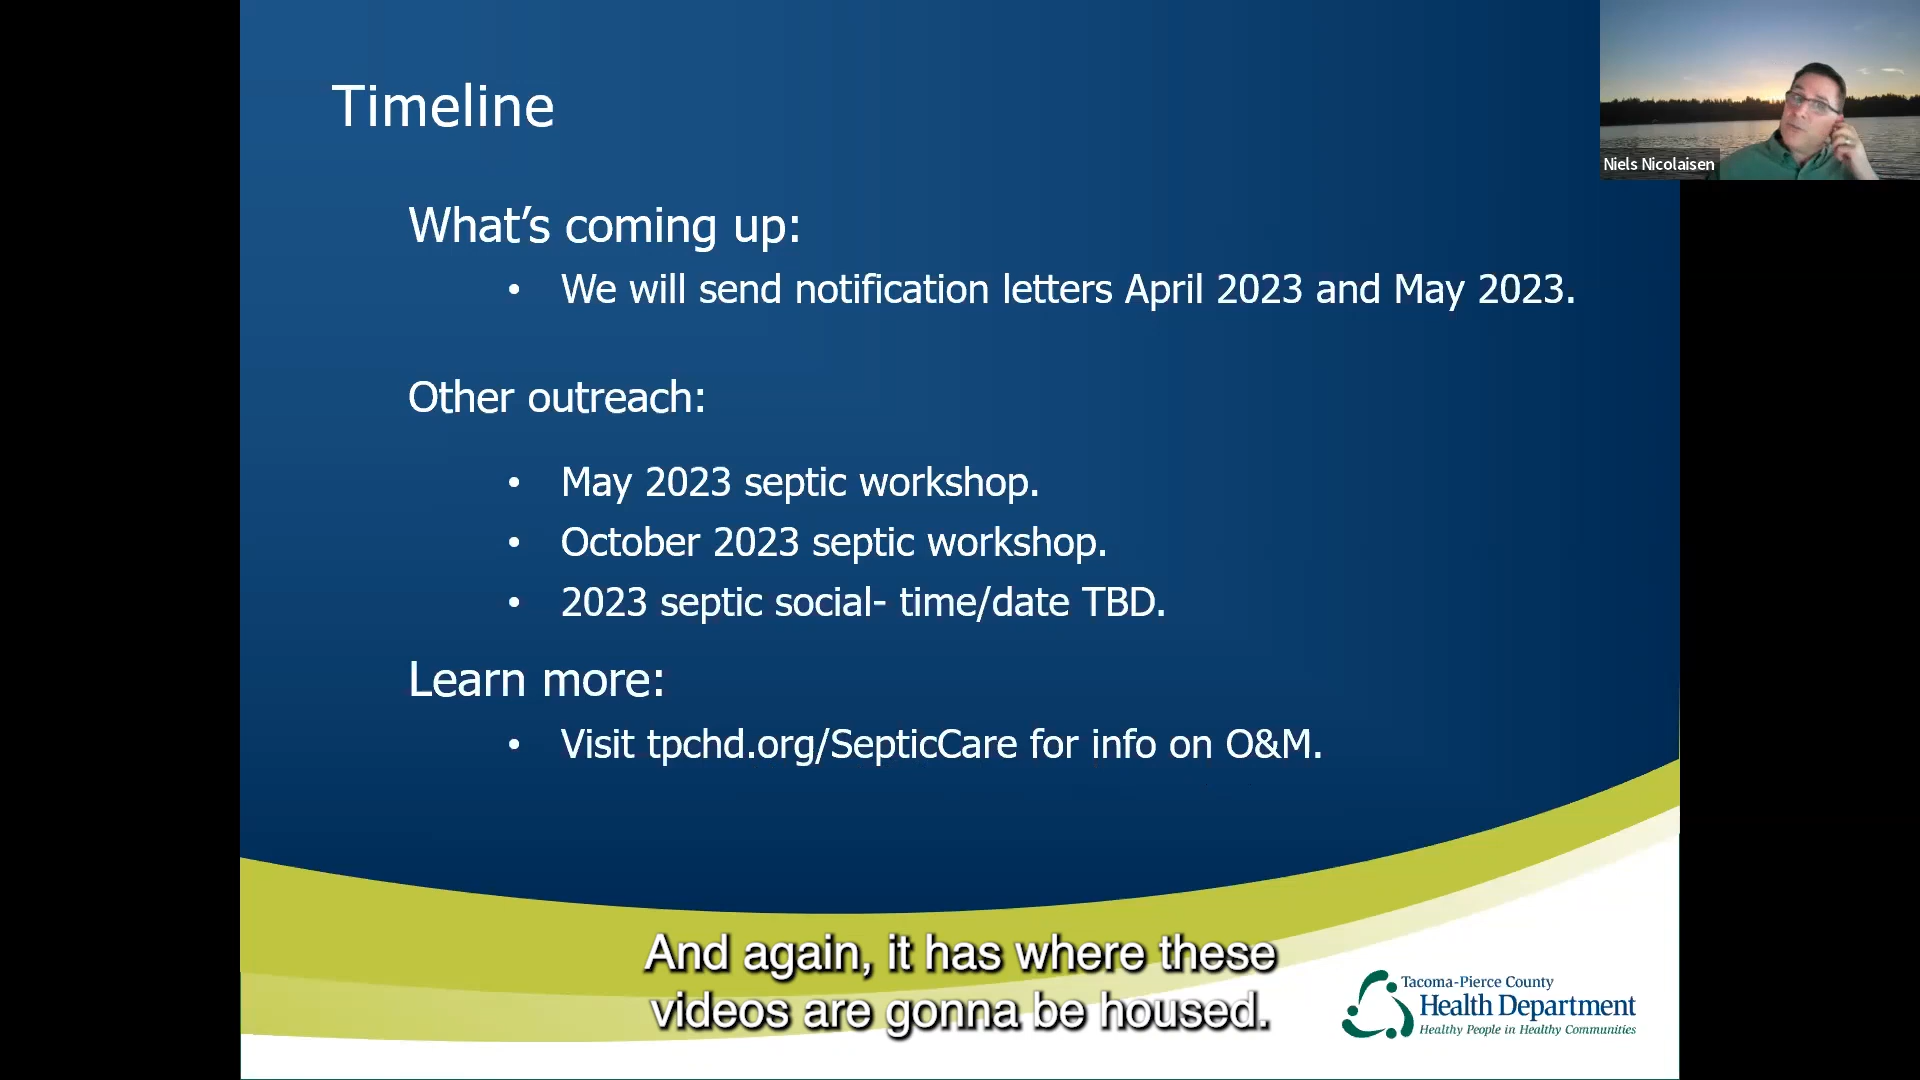 Timeline
Niels Nicolaisen
What’s coming up:
• We will send notification letters April 2023 and May 2023.
Other outreach:
• May 2023 septic workshop.
• October 2023 septic workshop.
• 2023 septic social- time/date TBD.
Learn more:
• Visit tpchd.org/SepticCare for info on O&M.
And again, it has where these
videos are gonna be housed.
Tacoma-Pierce County
Health Department
Healthy People in Healthy Communities